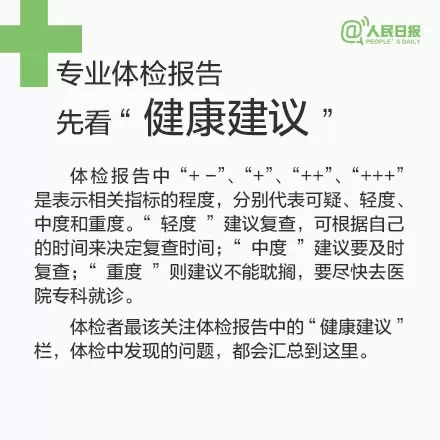 @人民日报
PEOPLE'S DAILY
专业体检报告
先看“健康建议”
体检报告中“+ −”、“+”、“++”、“+++”
是表示相关指标的程度，分别代表可疑、轻度、
中度和重度。“轻度”建议复查，可根据自己
的时间来决定复查时间；“中度”建议要及时
复查；“重度”则建议不能耽搁，要尽快去医
院专科就诊。
体检者最该关注体检报告中的“健康建议”
栏，体检中发现的问题，都会汇总到这里。